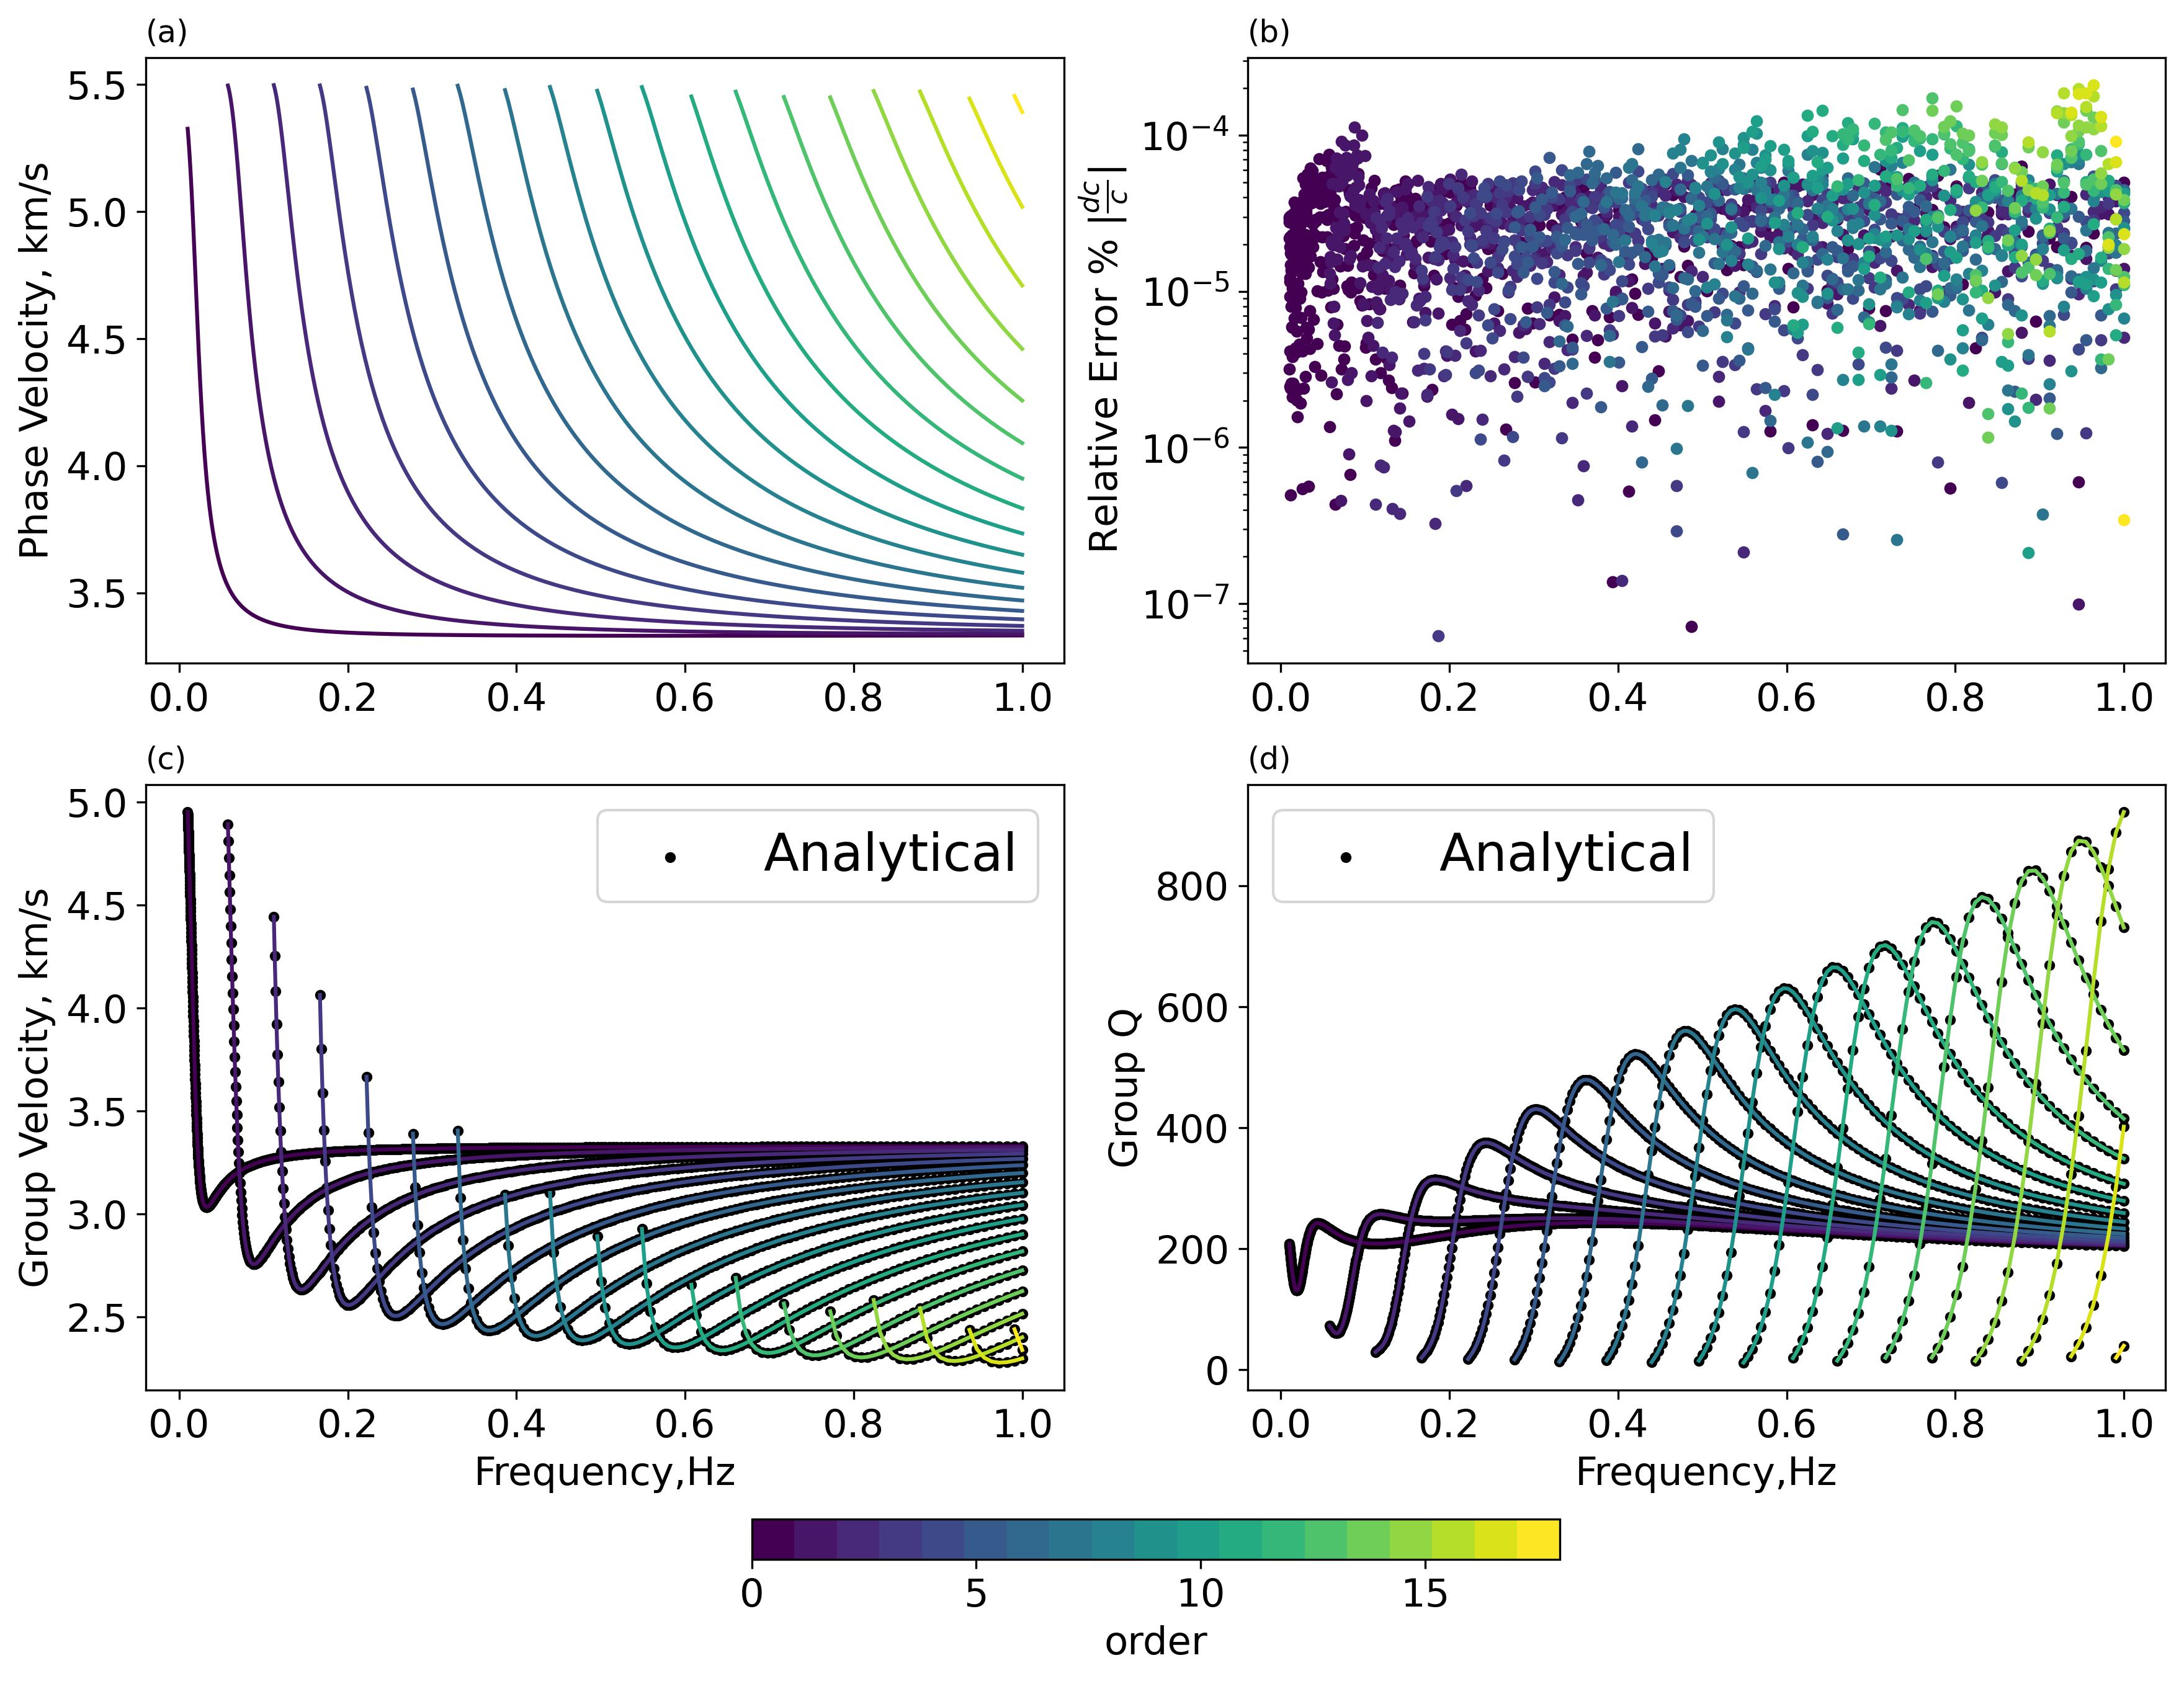 (a)
5.5
5.0
4.5
4.0
3.5
Phase Velocity, km/s
0.0 0.2 0.4 0.6 0.8 1.0
(b)
10−4
10−5
10−6
10−7
Relative Error % |dc/c|
0.0 0.2 0.4 0.6 0.8 1.0
(c)
Analytical
5.0
4.5
4.0
3.5
3.0
2.5
Group Velocity, km/s
0.0 0.2 0.4 0.6 0.8 1.0
Frequency,Hz
(d)
Analytical
800
600
400
200
0
Group Q
0.0 0.2 0.4 0.6 0.8 1.0
Frequency,Hz
0 5 10 15
order